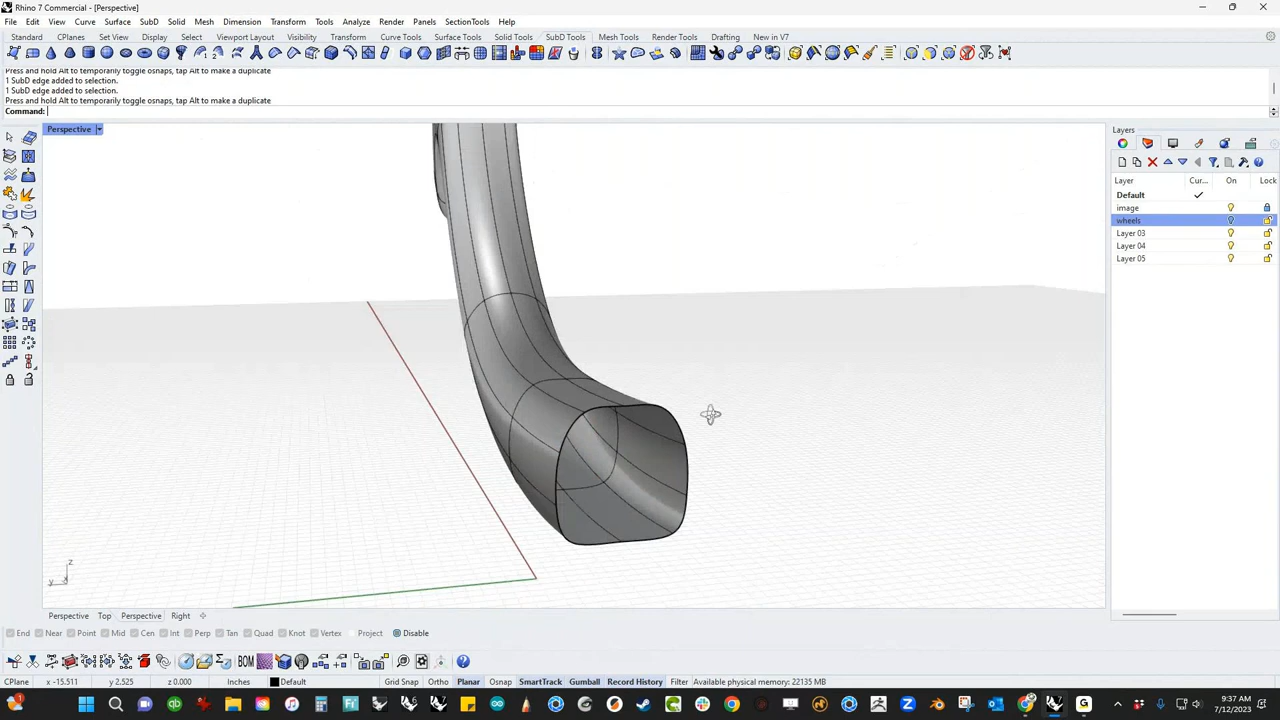 Rhino 7 Commercial - [Perspective]
File Edit View Curve Surface SubD Solid Mesh Dimension Transform Tools Analyze Render Panels SectionTools Help
Standard CPlanes Set View Display Select Viewport Layout Visibility Transform Curve Tools Surface Tools Solid Tools SubD Tools Mesh Tools Render Tools Drafting New in V7
Press and hold Alt to temporarily toggle osnaps, tap Alt to make a duplicate
1 SubD edge added to selection.
1 SubD edge added to selection.
Press and hold Alt to temporarily toggle osnaps, tap Alt to make a duplicate
Command:
Perspective
Layers
Layer Cur... On Lock
Default
image
wheels
Layer 03
Layer 04
Layer 05
z
y x
Perspective Top Perspective Right
End Near Point Mid Cen Int Perp Tan Quad Knot Vertex Project Disable
BOM
CPlane x -15.511 y 2.525 z 0.000 Inches Default Grid Snap Ortho Planar Osnap SmartTrack Gumball Record History Filter Available physical memory: 22135 MB
9:37 AM
7/12/2023